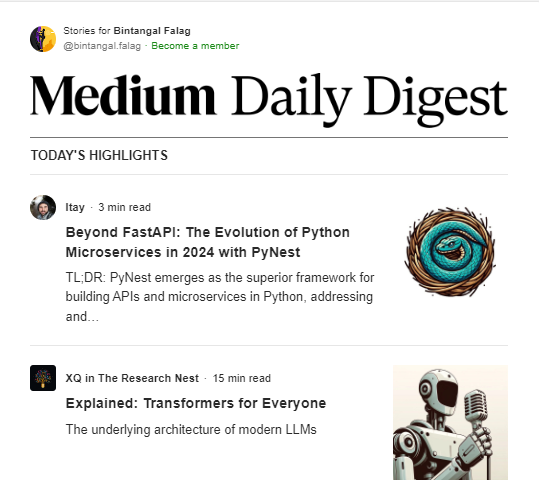 Stories for Bintangal Falag
@bintangal.falag · Become a member
Medium Daily Digest
TODAY'S HIGHLIGHTS
Itay · 3 min read
Beyond FastAPI: The Evolution of Python
Microservices in 2024 with PyNest
TL;DR: PyNest emerges as the superior framework for
building APIs and microservices in Python, addressing
and…
XQ in The Research Nest · 15 min read
Explained: Transformers for Everyone
The underlying architecture of modern LLMs